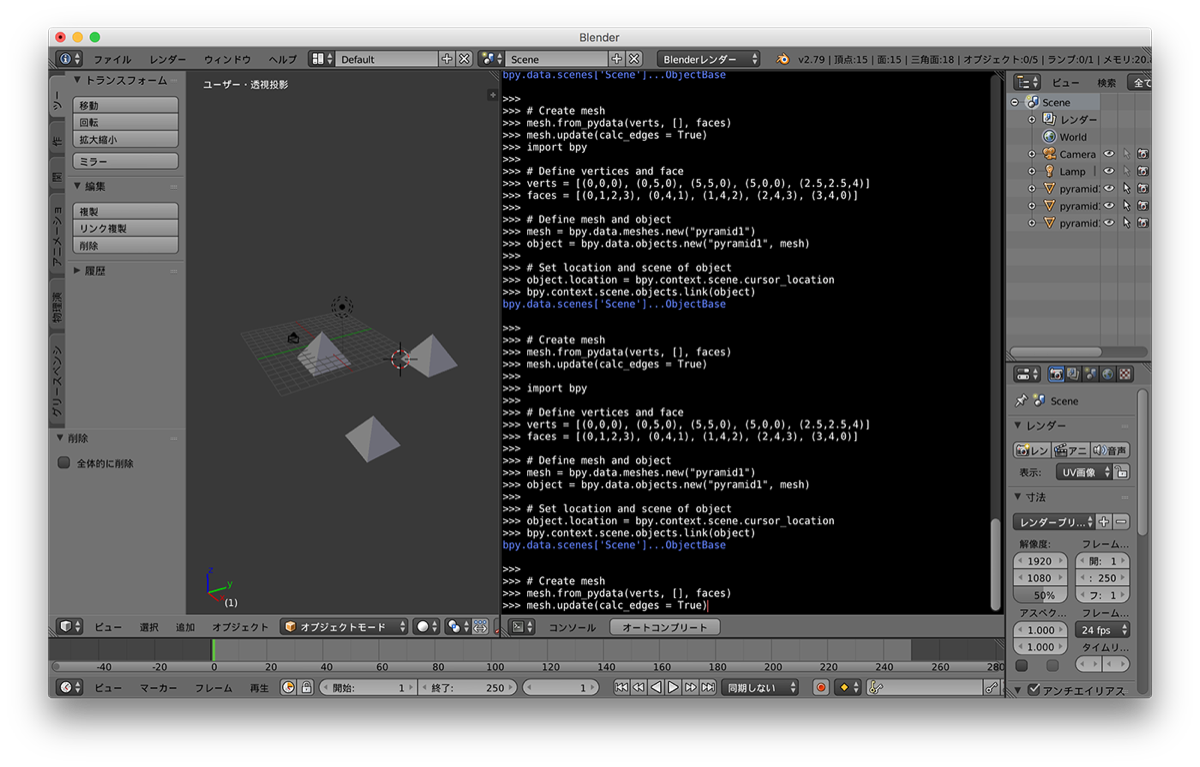 Blender
ファイル レンダー ウィンドウ ヘルプ Default Scene Blenderレンダー v2.79 | 頂点:15 | 面:15 | 三角面:18 | オブジェクト:0/5 | ランプ:0/1 | メモリ:20.
▼ トランスフォーム
移動
回転
拡大縮小
ミラー
▼ 編集
複製
リンク複製
削除
▶ 履歴
アニメーショ
物理演
グリースペンシ
▼ 削除
全体的に削除
ユーザー・透視投影
z
y
(1)
bpy.data.scenes['Scene']...ObjectBase
>>>
>>> # Create mesh
>>> mesh.from_pydata(verts, [], faces)
>>> mesh.update(calc_edges = True)
>>> import bpy
>>>
>>> # Define vertices and face
>>> verts = [(0,0,0), (0,5,0), (5,5,0), (5,0,0), (2.5,2.5,4)]
>>> faces = [(0,1,2,3), (0,4,1), (1,4,2), (2,4,3), (3,4,0)]
>>>
>>> # Define mesh and object
>>> mesh = bpy.data.meshes.new("pyramid1")
>>> object = bpy.data.objects.new("pyramid1", mesh)
>>>
>>> # Set location and scene of object
>>> object.location = bpy.context.scene.cursor_location
>>> bpy.context.scene.objects.link(object)
bpy.data.scenes['Scene']...ObjectBase
>>>
>>> # Create mesh
>>> mesh.from_pydata(verts, [], faces)
>>> mesh.update(calc_edges = True)
>>>
>>> import bpy
>>>
>>> # Define vertices and face
>>> verts = [(0,0,0), (0,5,0), (5,5,0), (5,0,0), (2.5,2.5,4)]
>>> faces = [(0,1,2,3), (0,4,1), (1,4,2), (2,4,3), (3,4,0)]
>>>
>>> # Define mesh and object
>>> mesh = bpy.data.meshes.new("pyramid1")
>>> object = bpy.data.objects.new("pyramid1", mesh)
>>>
>>> # Set location and scene of object
>>> object.location = bpy.context.scene.cursor_location
>>> bpy.context.scene.objects.link(object)
bpy.data.scenes['Scene']...ObjectBase
>>>
>>> # Create mesh
>>> mesh.from_pydata(verts, [], faces)
>>> mesh.update(calc_edges = True)
ビュー 検索 全て
Scene
レンダー
World
Camera
Lamp
pyramid
pyramid
pyramid
Scene
▼ レンダー
レン アニ 音声
表示: UV画像
▼ 寸法
レンダープリ...
解像度: フレーム...
1920 開: 1
1080 : 250
50% フ: 1
アスペク... フレーム...
1.000 24 fps
1.000 タイムリ...
▼ アンチエイリアス
ビュー 選択 追加 オブジェクト オブジェクトモード
コンソール オートコンプリート
-40 -20 0 20 40 60 80 100 120 140 160 180 200 220 240 260 280
ビュー マーカー フレーム 再生 開始: 1 終了: 250 1 同期しない